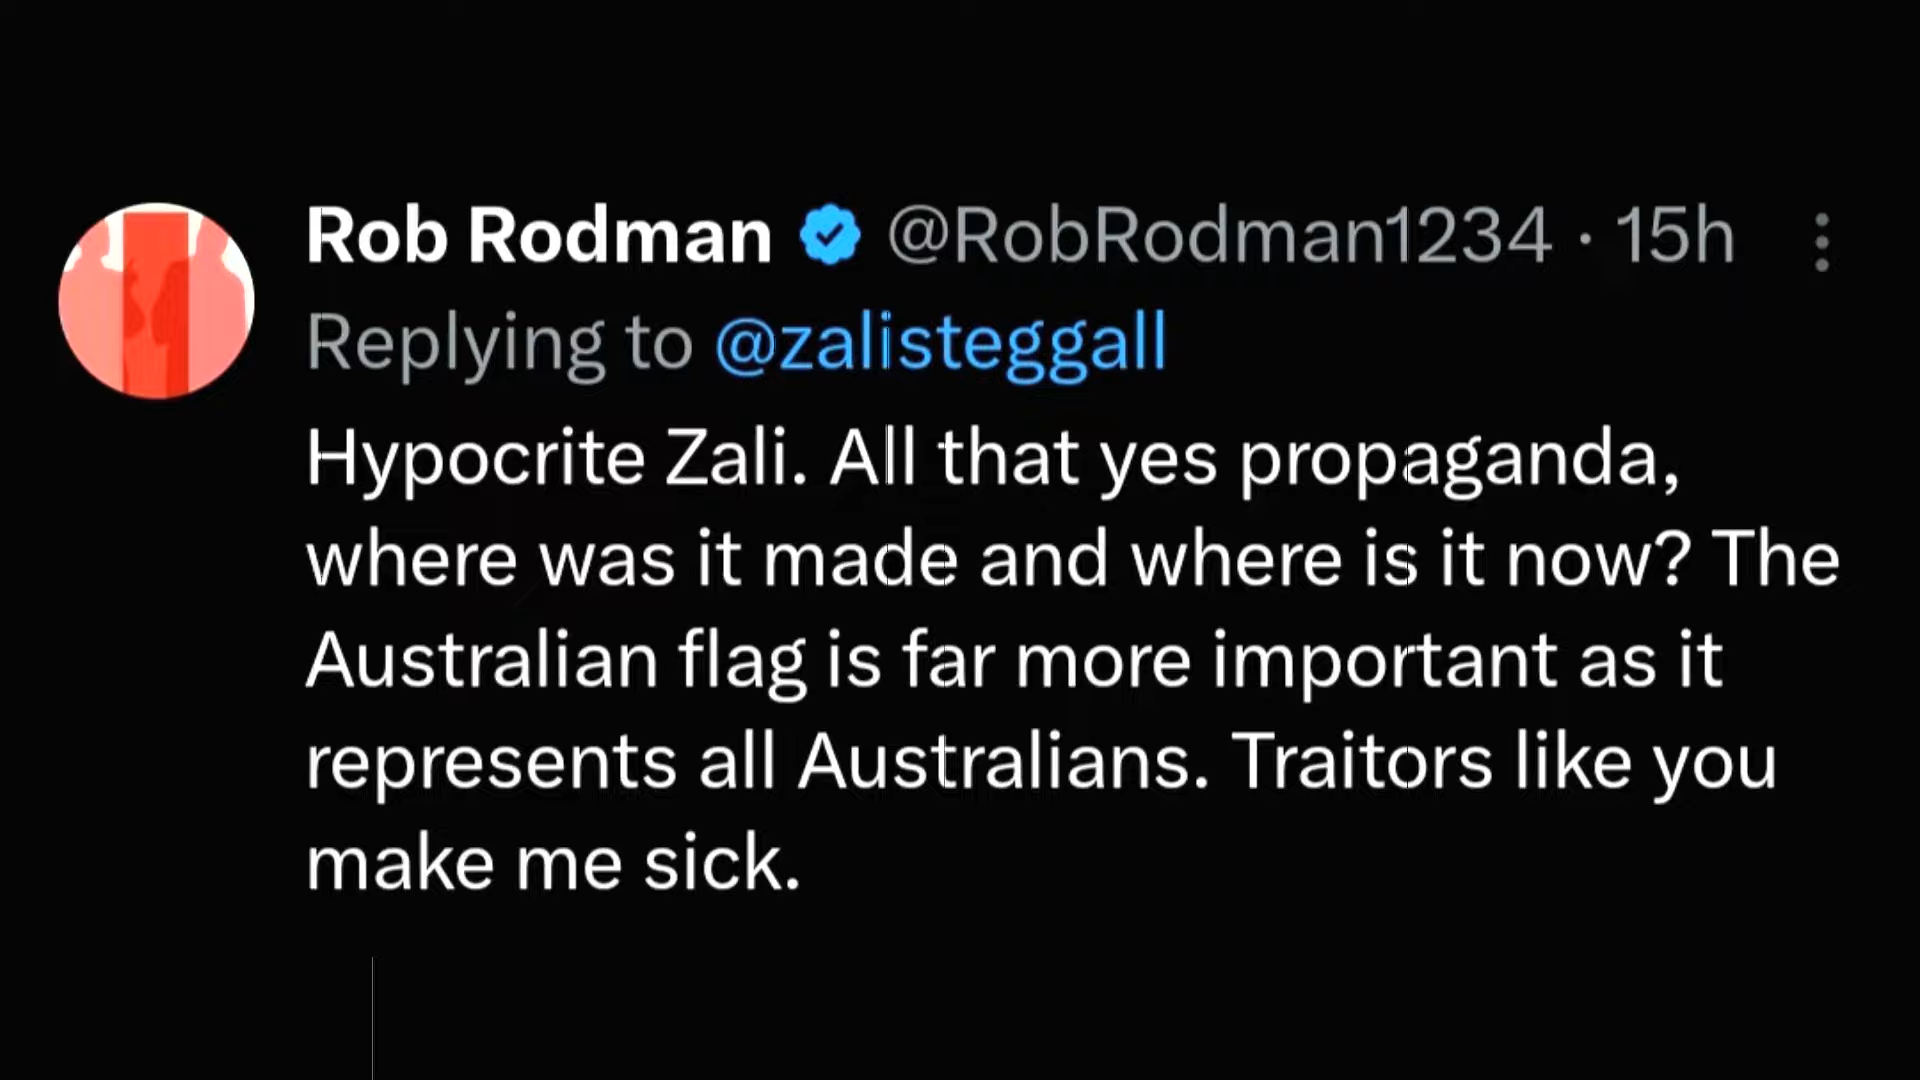 Rob Rodman @RobRodman1234 · 15h
Replying to @zalisteggall
Hypocrite Zali. All that yes propaganda,
where was it made and where is it now? The
Australian flag is far more important as it
represents all Australians. Traitors like you
make me sick.